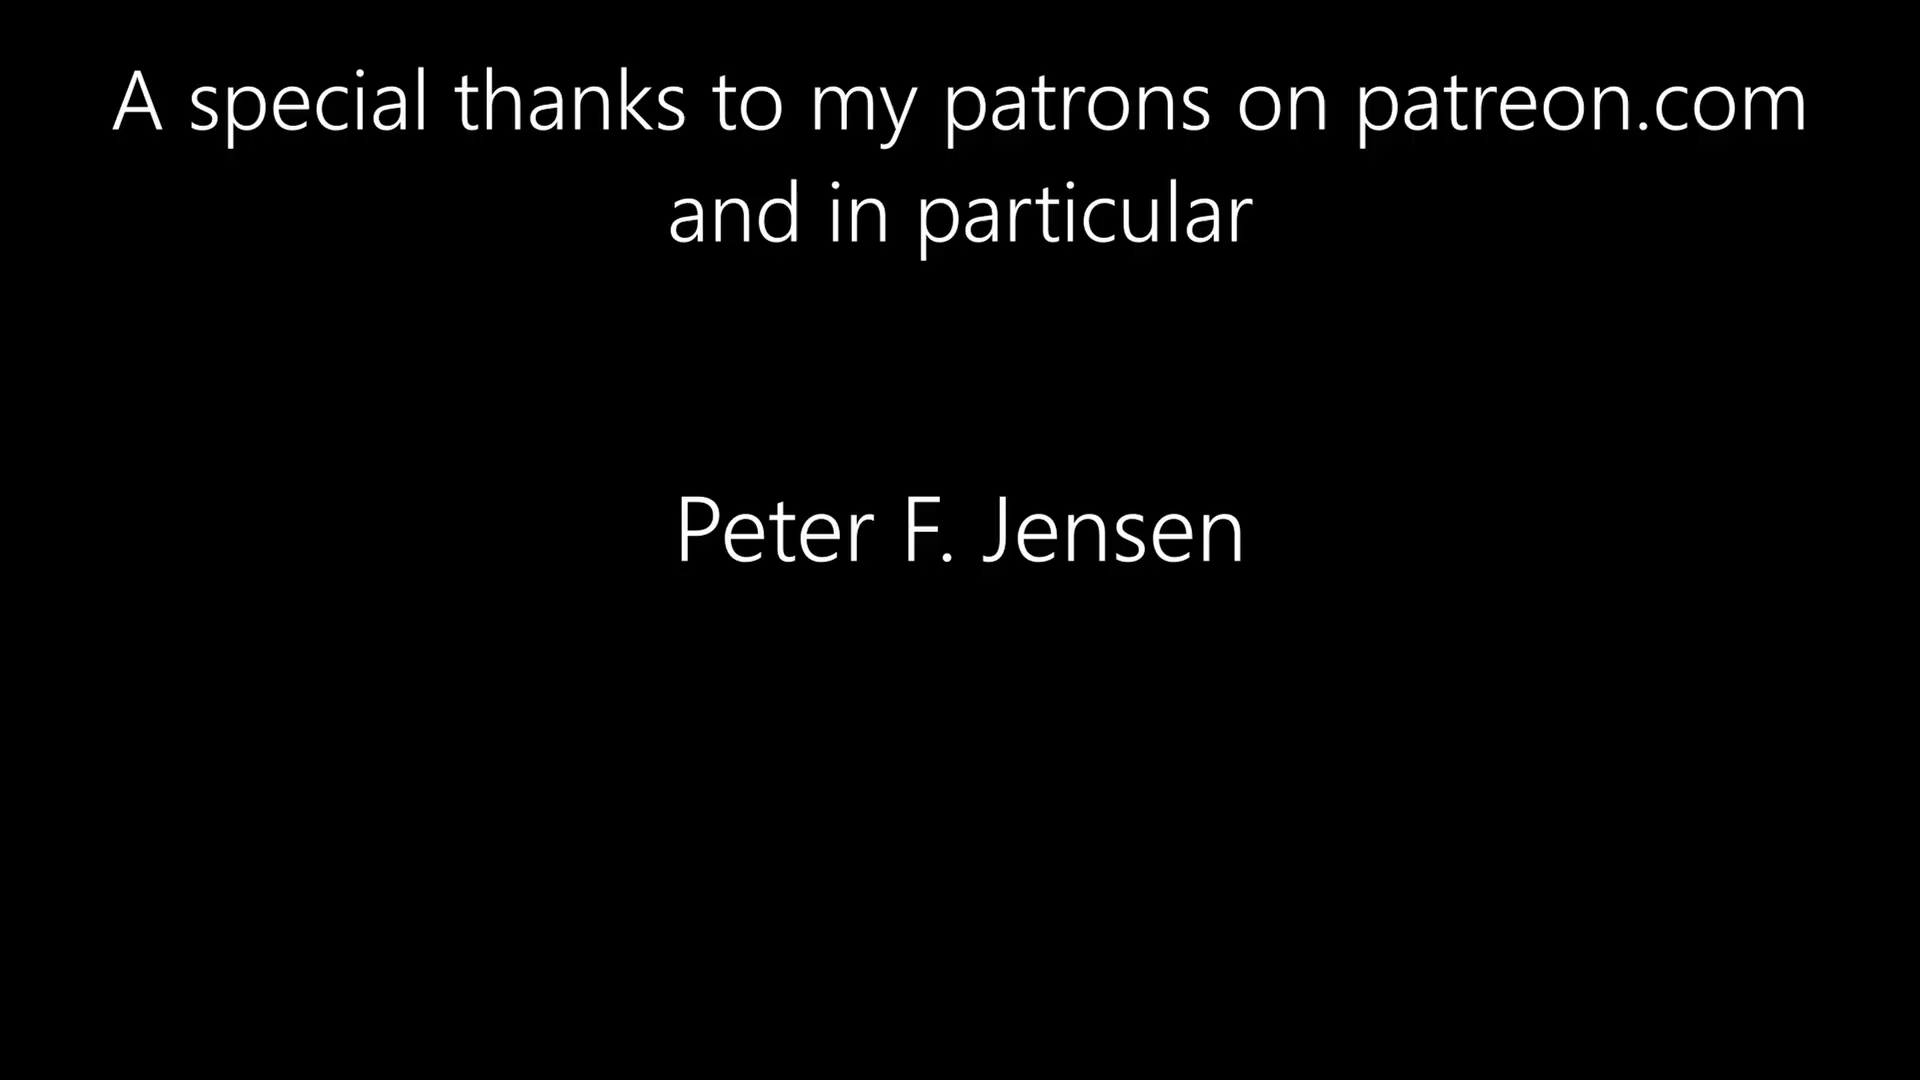 A special thanks to my patrons on patreon.com
and in particular
Peter F. Jensen